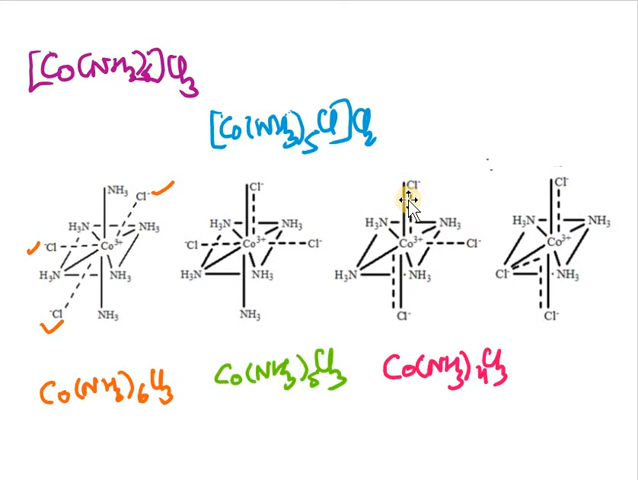 [Co(NH3)6]Cl3
[Co(NH3)5Cl]Cl2
NH3 Cl- H3N NH3 Cl- Co3+ H3N NH3 -Cl NH3
Cl- H3N NH3 -Cl Co3+ Cl- H3N NH3 NH3
Cl- H3N NH3 Co3+ Cl- H3N NH3 Cl-
Cl- H3N NH3 Co3+ Cl- NH3 Cl-
Co(NH3)6Cl3
Co(NH3)5Cl3
Co(NH3)4Cl3